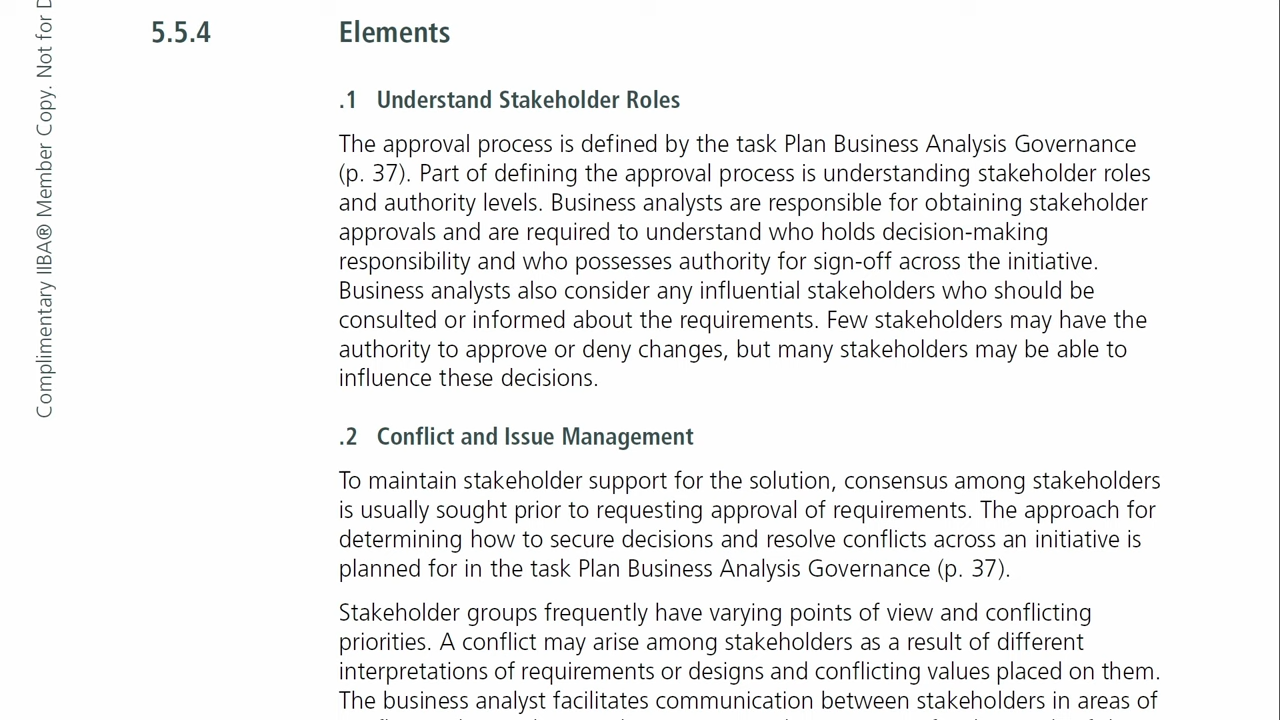 5.5.4 Elements
.1 Understand Stakeholder Roles
The approval process is defined by the task Plan Business Analysis Governance
(p. 37). Part of defining the approval process is understanding stakeholder roles
and authority levels. Business analysts are responsible for obtaining stakeholder
approvals and are required to understand who holds decision-making
responsibility and who possesses authority for sign-off across the initiative.
Business analysts also consider any influential stakeholders who should be
consulted or informed about the requirements. Few stakeholders may have the
authority to approve or deny changes, but many stakeholders may be able to
influence these decisions.
.2 Conflict and Issue Management
To maintain stakeholder support for the solution, consensus among stakeholders
is usually sought prior to requesting approval of requirements. The approach for
determining how to secure decisions and resolve conflicts across an initiative is
planned for in the task Plan Business Analysis Governance (p. 37).
Stakeholder groups frequently have varying points of view and conflicting
priorities. A conflict may arise among stakeholders as a result of different
interpretations of requirements or designs and conflicting values placed on them.
The business analyst facilitates communication between stakeholders in areas of
Complimentary IIBA® Member Copy. Not for